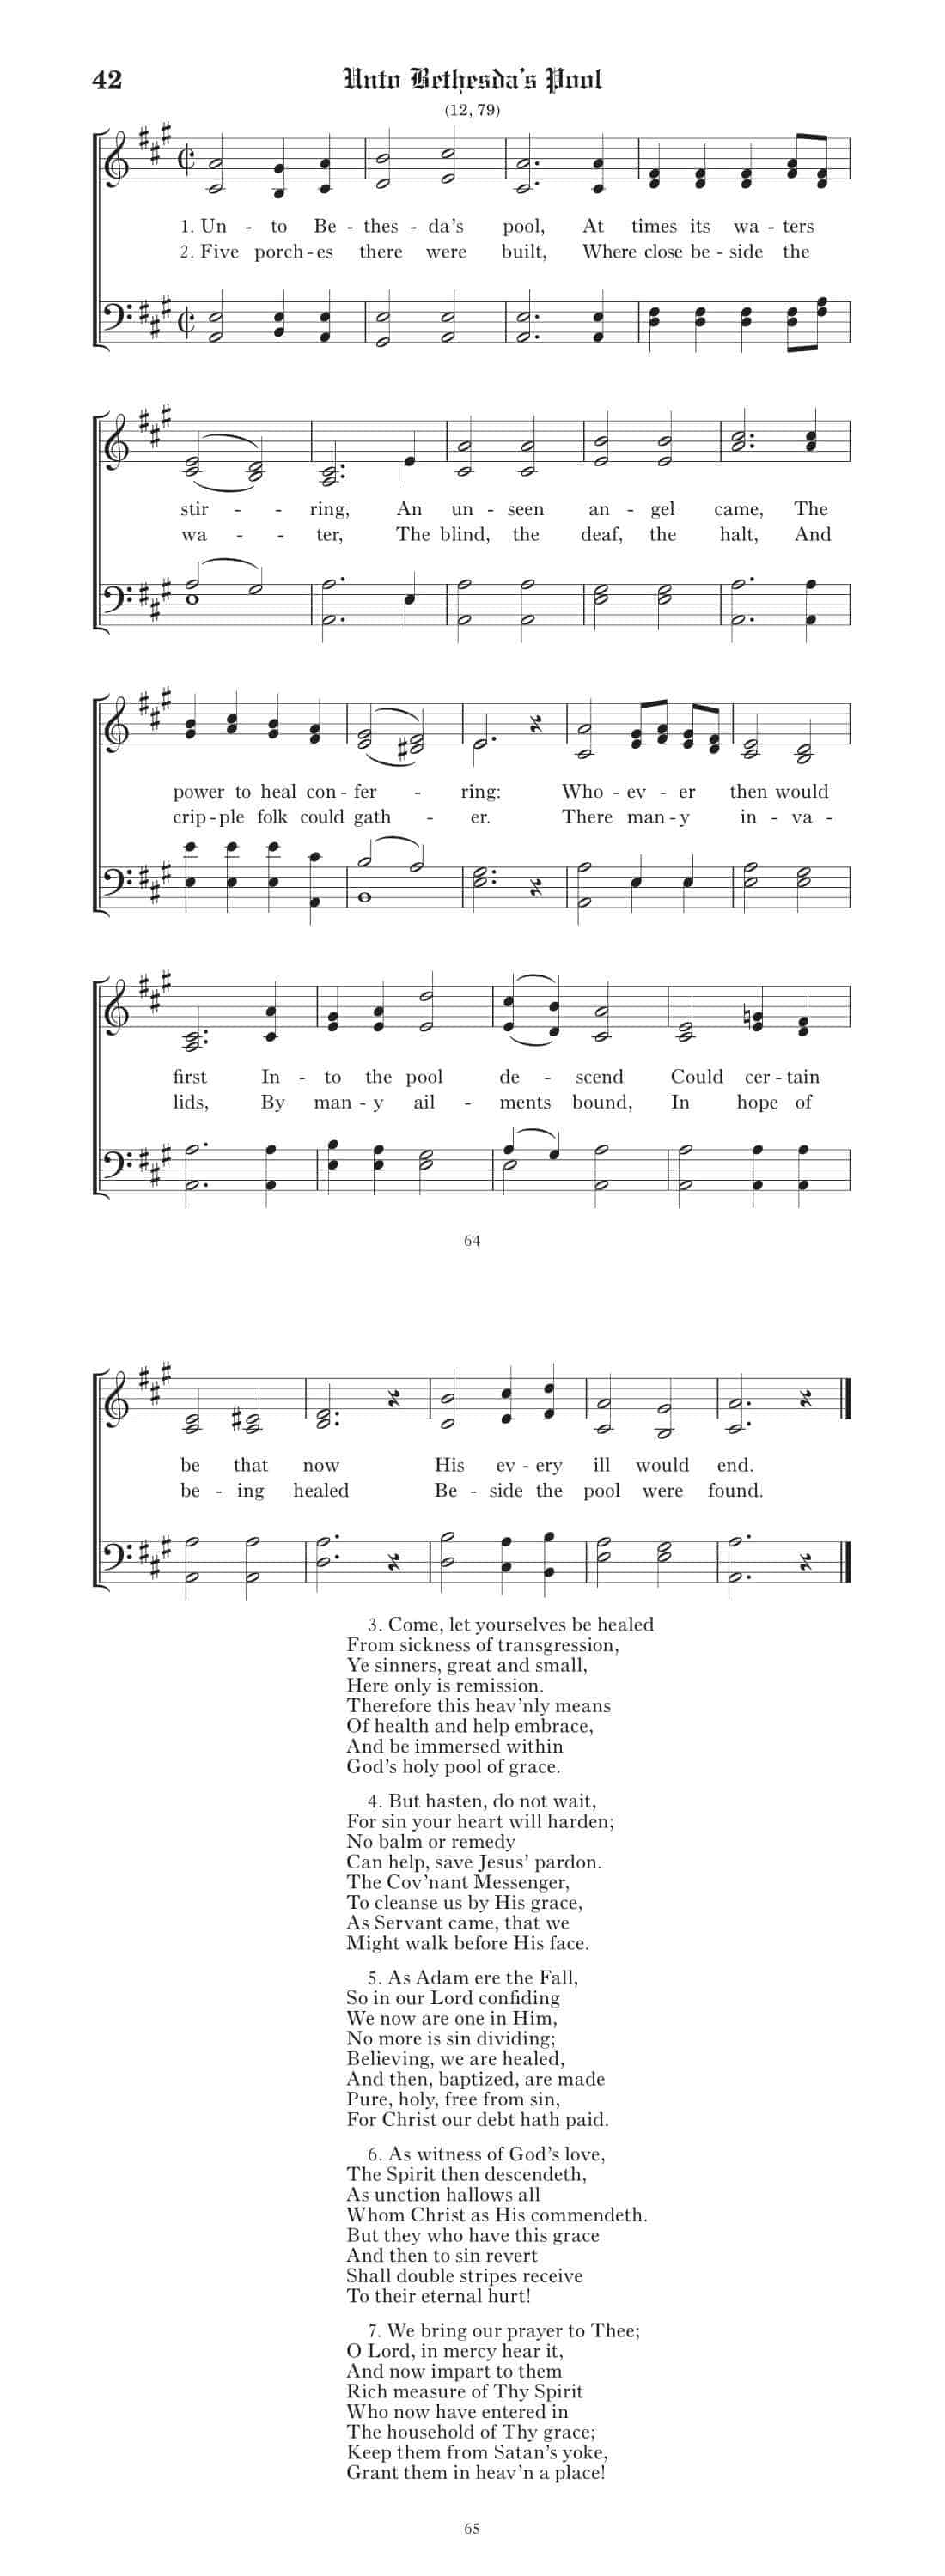 42 Unto Bethesda's Pool
(12, 79)
1. Un - to Be - thes - da's pool, At times its wa - ters
2. Five porch - es there were built, Where close be - side the
stir - - ring, An un - seen an - gel came, The
wa - - ter, The blind, the deaf, the halt, And
power to heal con - fer - ring: Who - ev - er then would
crip - ple folk could gath - er. There man - y in - va -
first In - to the pool de - scend Could cer - tain
lids, By man - y ail - ments bound, In hope of
64
be that now His ev - ery ill would end.
be - ing healed Be - side the pool were found.
3. Come, let yourselves be healed
From sickness of transgression,
Ye sinners, great and small,
Here only is remission.
Therefore this heav'nly means
Of health and help embrace,
And be immersed within
God's holy pool of grace.
4. But hasten, do not wait,
For sin your heart will harden;
No balm or remedy
Can help, save Jesus' pardon.
The Cov'nant Messenger,
To cleanse us by His grace,
As Servant came, that we
Might walk before His face.
5. As Adam ere the Fall,
So in our Lord confiding
We now are one in Him,
No more is sin dividing;
Believing, we are healed,
And then, baptized, are made
Pure, holy, free from sin,
For Christ our debt hath paid.
6. As witness of God's love,
The Spirit then descendeth,
As unction hallows all
Whom Christ as His commendeth.
But they who have this grace
And then to sin revert
Shall double stripes receive
To their eternal hurt!
7. We bring our prayer to Thee;
O Lord, in mercy hear it,
And now impart to them
Rich measure of Thy Spirit
Who now have entered in
The household of Thy grace;
Keep them from Satan's yoke,
Grant them in heav'n a place!
65